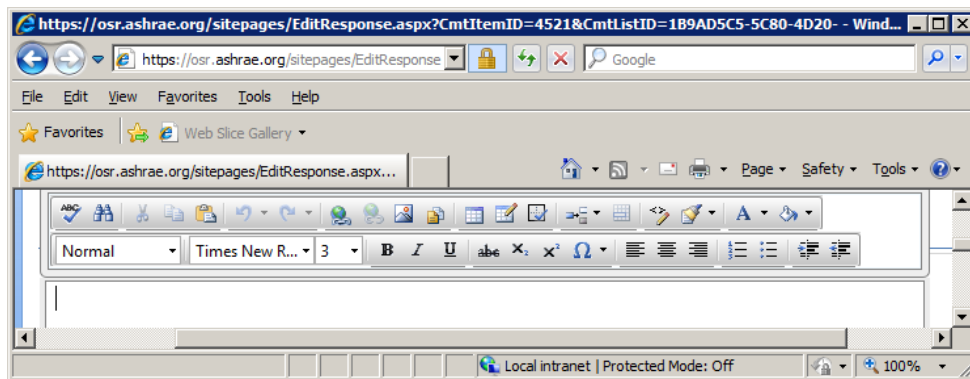 https://osr.ashrae.org/sitepages/EditResponse.aspx?CmtItemID=4521&CmtListID=1B9AD5C5-5C80-4D20- - Wind...
https://osr.ashrae.org/sitepages/EditResponse Google
File Edit View Favorites Tools Help
Favorites Web Slice Gallery
https://osr.ashrae.org/sitepages/EditResponse.aspx... Page Safety Tools
ABC A
Normal Times New R... 3 B I U abc X₂ x² Ω
Local intranet | Protected Mode: Off 100%